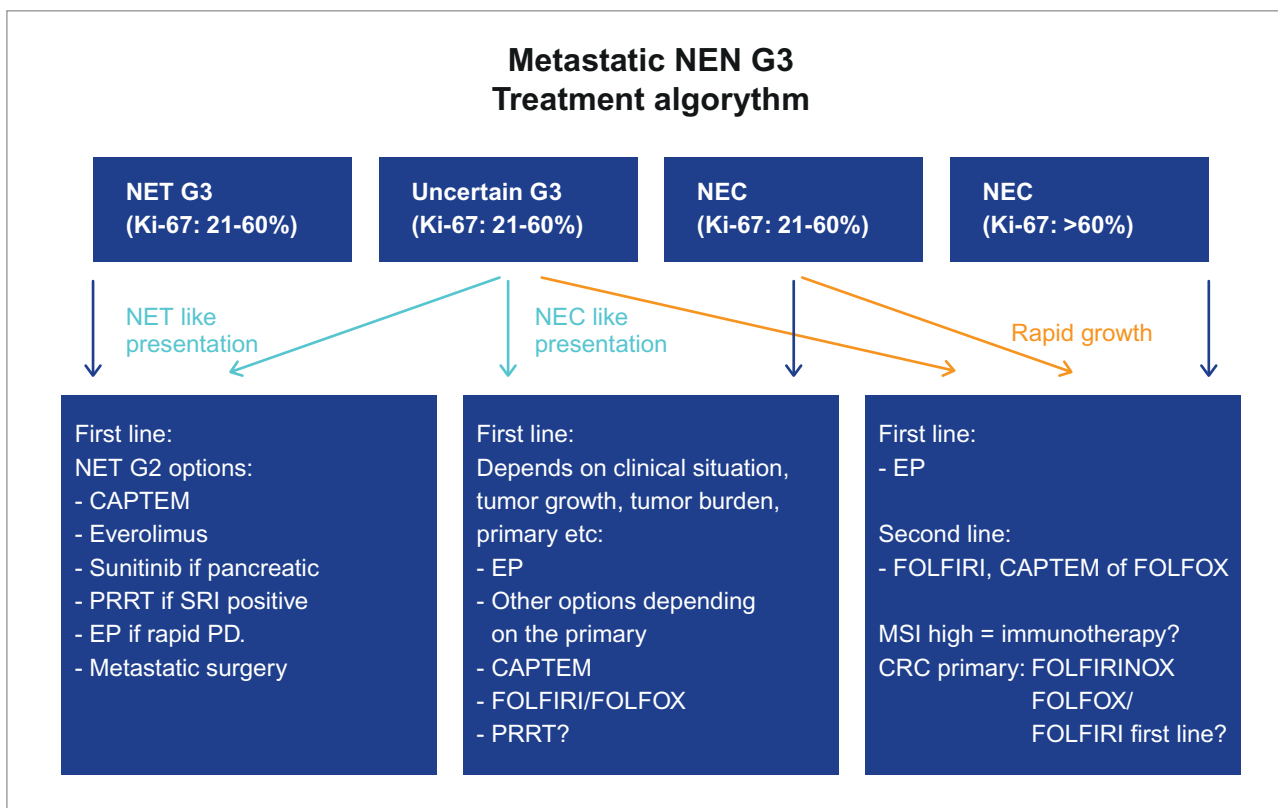 Metastatic NEN G3
Treatment algorythm
NET G3
(Ki-67: 21-60%)
Uncertain G3
(Ki-67: 21-60%)
NEC
(Ki-67: 21-60%)
NEC
(Ki-67: >60%)
NET like
presentation
NEC like
presentation
Rapid growth
First line:
NET G2 options:
- CAPTEM
- Everolimus
- Sunitinib if pancreatic
- PRRT if SRI positive
- EP if rapid PD.
- Metastatic surgery
First line:
Depends on clinical situation,
tumor growth, tumor burden,
primary etc:
- EP
- Other options depending
on the primary
- CAPTEM
- FOLFIRI/FOLFOX
- PRRT?
First line:
- EP
Second line:
- FOLFIRI, CAPTEM of FOLFOX
MSI high = immunotherapy?
CRC primary: FOLFIRINOX
FOLFOX/
FOLFIRI first line?